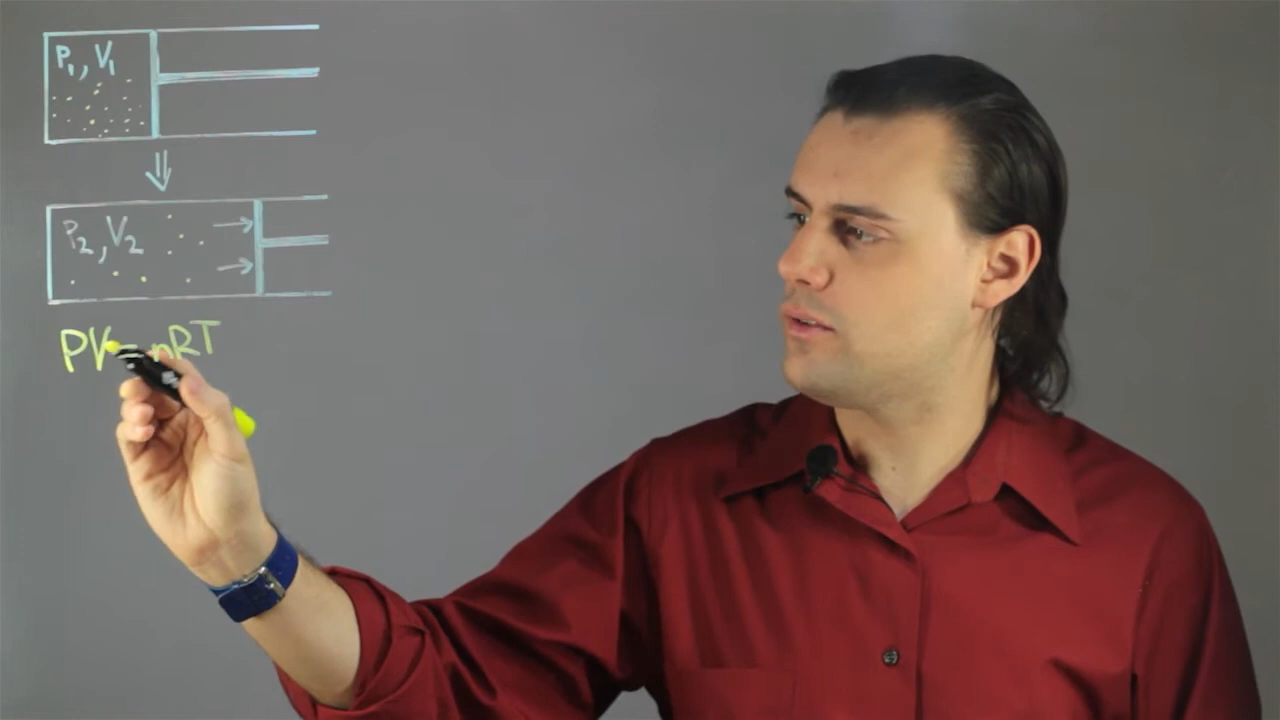 P₁, V₁
P₂, V₂
PV= nRT